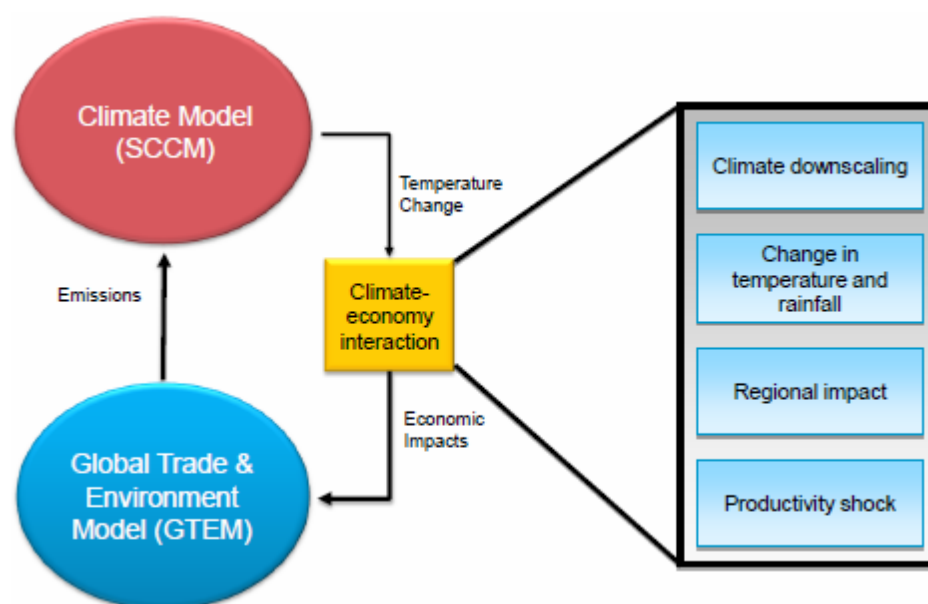 Climate Model
(SCCM)
Temperature
Change
Emissions
Climate-
economy
interaction
Economic
Impacts
Global Trade &
Environment
Model (GTEM)
Climate downscaling
Change in
temperature and
rainfall
Regional impact
Productivity shock